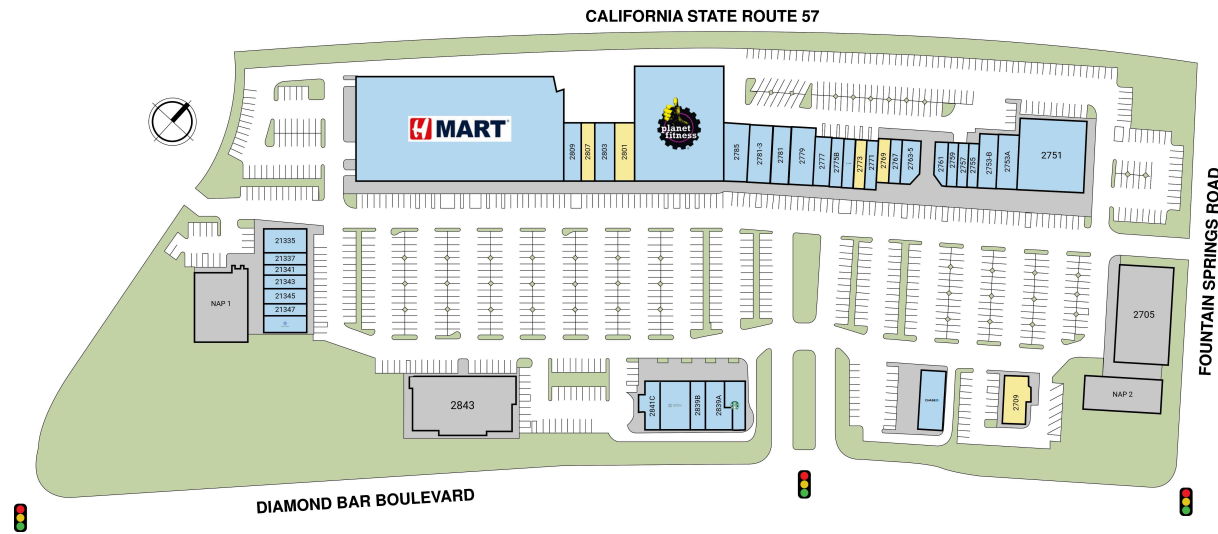 CALIFORNIA STATE ROUTE 57
H MART
planet
fitness
2809
2807
2803
2801
2785
2781-3
2781
2779
2777
2775B
2773
2771
2769
2767
2763-5
2761
2759
2757
2755
2753-B
2753A
2751
FOUNTAIN SPRINGS ROAD
21335
21337
21341
21343
21345
21347
NAP 1
2843
2841C
2839B
2839A
CHASE
2709
2705
NAP 2
DIAMOND BAR BOULEVARD